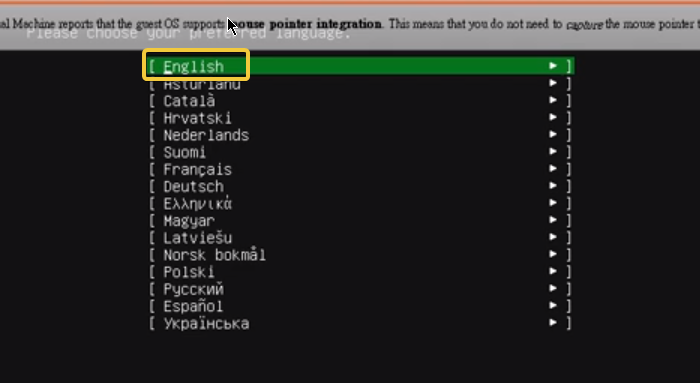 al Machine reports that the guest OS supports mouse pointer integration. This means that you do not need to capture the mouse pointer t
Please choose your preferred language.
[ English ► ]
[ Asturianu ► ]
[ Català ► ]
[ Hrvatski ► ]
[ Nederlands ► ]
[ Suomi ► ]
[ Français ► ]
[ Deutsch ► ]
[ Ελληνικά ► ]
[ Magyar ► ]
[ Latviešu ► ]
[ Norsk bokmål ► ]
[ Polski ► ]
[ Русский ► ]
[ Español ► ]
[ Українська ► ]